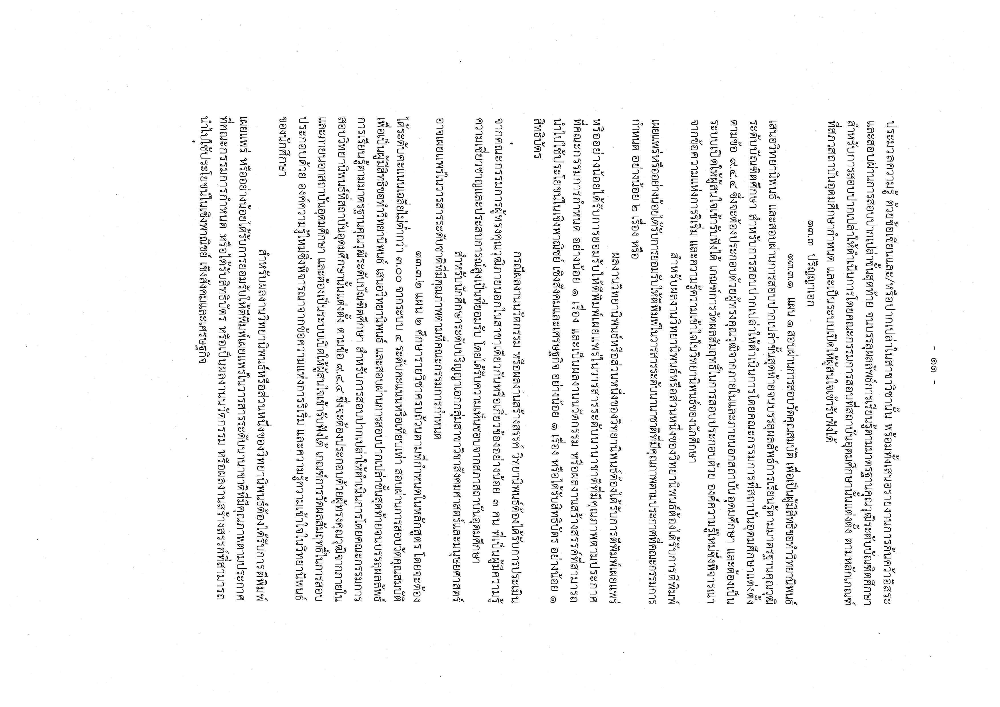 - ๑๑ -
ประมวลความรู้ ด้วยข้อเขียนและ/หรือปากเปล่าในสาขาวิชานั้น พร้อมทั้งเสนอรายงานการค้นคว้าอิสระ
และสอบผ่านการสอบปากเปล่าขั้นสุดท้าย จนบรรลุผลลัพธ์การเรียนรู้ตามมาตรฐานคุณวุฒิระดับบัณฑิตศึกษา
สำหรับการสอบปากเปล่าให้ดำเนินการโดยคณะกรรมการสอบที่สถาบันอุดมศึกษานั้นแต่งตั้ง ตามหลักเกณฑ์
ที่สภาสถาบันอุดมศึกษากำหนด และเป็นระบบเปิดให้ผู้สนใจเข้ารับฟังได้
๑๓.๓ ปริญญาเอก
๑๓.๓.๑ แผน ๑ สอบผ่านการสอบวัดคุณสมบัติ เพื่อเป็นผู้มีสิทธิขอทำวิทยานิพนธ์
เสนอวิทยานิพนธ์ และสอบผ่านการสอบปากเปล่าขั้นสุดท้ายจนบรรลุผลลัพธ์การเรียนรู้ตามมาตรฐานคุณวุฒิ
ระดับบัณฑิตศึกษา สำหรับการสอบปากเปล่าให้ดำเนินการโดยคณะกรรมการที่สถาบันอุดมศึกษาแต่งตั้ง
ตามข้อ ๙.๔.๔ ซึ่งจะต้องประกอบด้วยผู้ทรงคุณวุฒิจากภายในและภายนอกสถาบันอุดมศึกษา และต้องเป็น
ระบบเปิดให้ผู้สนใจเข้ารับฟังได้ เกณฑ์การวัดผลสัมฤทธิ์ในการสอบประกอบด้วย องค์ความรู้ใหม่ซึ่งพิจารณา
จากข้อความแห่งการริเริ่ม และความรู้ความเข้าใจในวิทยานิพนธ์ของนักศึกษา
สำหรับผลงานวิทยานิพนธ์หรือส่วนหนึ่งของวิทยานิพนธ์ต้องได้รับการตีพิมพ์
เผยแพร่หรืออย่างน้อยได้รับการยอมรับให้ตีพิมพ์ในวารสารระดับนานาชาติที่มีคุณภาพตามประกาศที่คณะกรรมการ
กำหนด อย่างน้อย ๒ เรื่อง หรือ
ผลงานวิทยานิพนธ์หรือส่วนหนึ่งของวิทยานิพนธ์ต้องได้รับการตีพิมพ์เผยแพร่
หรืออย่างน้อยได้รับการยอมรับให้ตีพิมพ์เผยแพร่ในวารสารระดับนานาชาติที่มีคุณภาพตามประกาศ
ที่คณะกรรมการกำหนด อย่างน้อย ๑ เรื่อง และเป็นผลงานนวัตกรรม หรือผลงานสร้างสรรค์ที่สามารถ
นำไปใช้ประโยชน์ในเชิงพาณิชย์ เชิงสังคมและเศรษฐกิจ อย่างน้อย ๑ เรื่อง หรือได้รับสิทธิบัตร อย่างน้อย ๑
สิทธิบัตร
กรณีผลงานนวัตกรรม หรือผลงานสร้างสรรค์ วิทยานิพนธ์ต้องได้รับการประเมิน
จากคณะกรรมการผู้ทรงคุณวุฒิภายนอกในสาขาเดียวกันหรือเกี่ยวข้องอย่างน้อย ๓ คน ที่เป็นผู้มีความรู้
ความเชี่ยวชาญและประสบการณ์สูงเป็นที่ยอมรับ โดยได้รับความเห็นชอบจากสภาสถาบันอุดมศึกษา
สำหรับนักศึกษาระดับปริญญาเอกกลุ่มสาขาวิชาสังคมศาสตร์และมนุษยศาสตร์
อาจเผยแพร่ในวารสารระดับชาติที่มีคุณภาพตามที่คณะกรรมการกำหนด
๑๓.๓.๒ แผน ๒ ศึกษารายวิชาครบถ้วนตามที่กำหนดในหลักสูตร โดยจะต้อง
ได้ระดับคะแนนเฉลี่ยไม่ต่ำกว่า ๓.๐๐ จากระบบ ๔ ระดับคะแนนหรือเทียบเท่า สอบผ่านการสอบวัดคุณสมบัติ
เพื่อเป็นผู้มีสิทธิขอทำวิทยานิพนธ์ เสนอวิทยานิพนธ์ และสอบผ่านการสอบปากเปล่าขั้นสุดท้ายจนบรรลุผลลัพธ์
การเรียนรู้ตามมาตรฐานคุณวุฒิระดับบัณฑิตศึกษา สำหรับการสอบปากเปล่าให้ดำเนินการโดยคณะกรรมการ
สอบวิทยานิพนธ์ที่สถาบันอุดมศึกษานั้นแต่งตั้ง ตามข้อ ๙.๔.๔ ซึ่งจะต้องประกอบด้วยผู้ทรงคุณวุฒิจากภายใน
และภายนอกสถาบันอุดมศึกษา และต้องเป็นระบบเปิดให้ผู้สนใจเข้ารับฟังได้ เกณฑ์การวัดผลสัมฤทธิ์ในการสอบ
ประกอบด้วย องค์ความรู้ใหม่ซึ่งพิจารณาจากข้อความแห่งการริเริ่ม และความรู้ความเข้าใจในวิทยานิพนธ์
ของนักศึกษา
สำหรับผลงานวิทยานิพนธ์หรือส่วนหนึ่งของวิทยานิพนธ์ต้องได้รับการตีพิมพ์
เผยแพร่ หรืออย่างน้อยได้รับการยอมรับให้ตีพิมพ์เผยแพร่ในวารสารระดับนานาชาติที่มีคุณภาพตามประกาศ
ที่คณะกรรมการกำหนด หรือได้รับสิทธิบัตร หรือเป็นผลงานนวัตกรรม หรือผลงานสร้างสรรค์ที่สามารถ
นำไปใช้ประโยชน์ในเชิงพาณิชย์ เชิงสังคมและเศรษฐกิจ